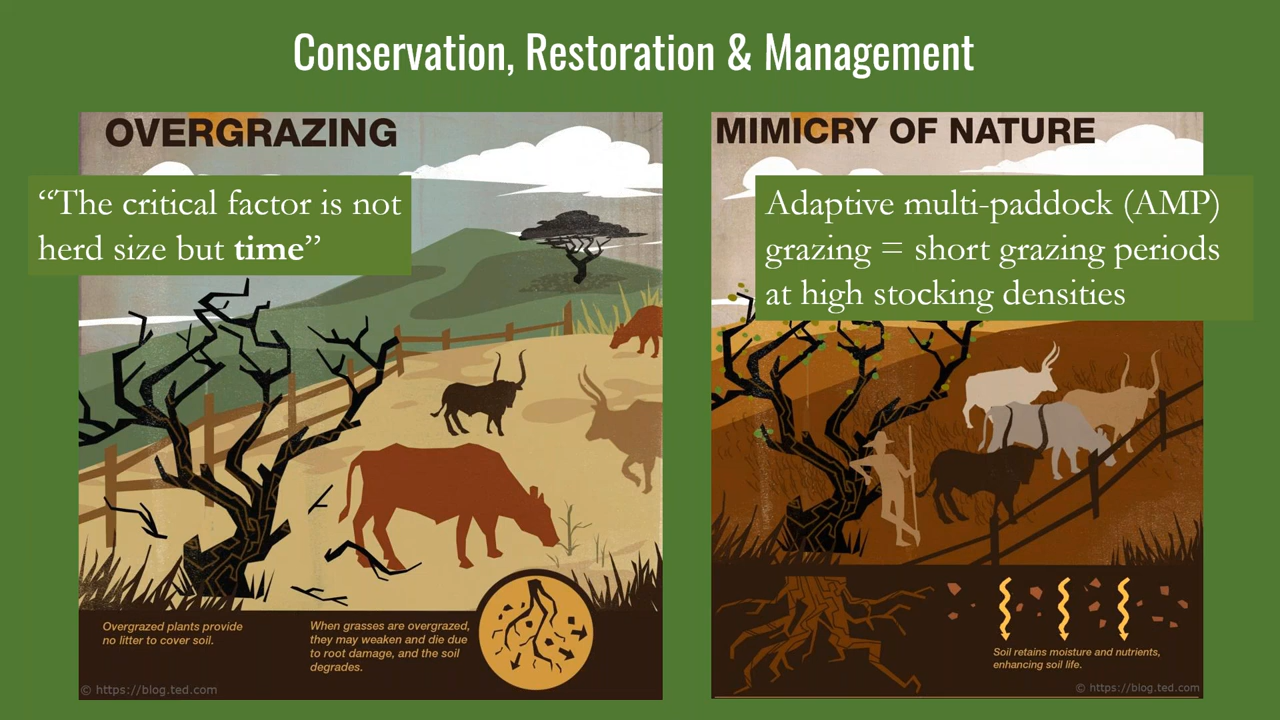 Conservation, Restoration & Management
OVERGRAZING
“The critical factor is not
herd size but time”
Overgrazed plants provide
no litter to cover soil.
When grasses are overgrazed,
they may weaken and die due
to root damage, and the soil
degrades.
© https://blog.ted.com
MIMICRY OF NATURE
Adaptive multi-paddock (AMP)
grazing = short grazing periods
at high stocking densities
Soil retains moisture and nutrients,
enhancing soil life.
© https://blog.ted.com